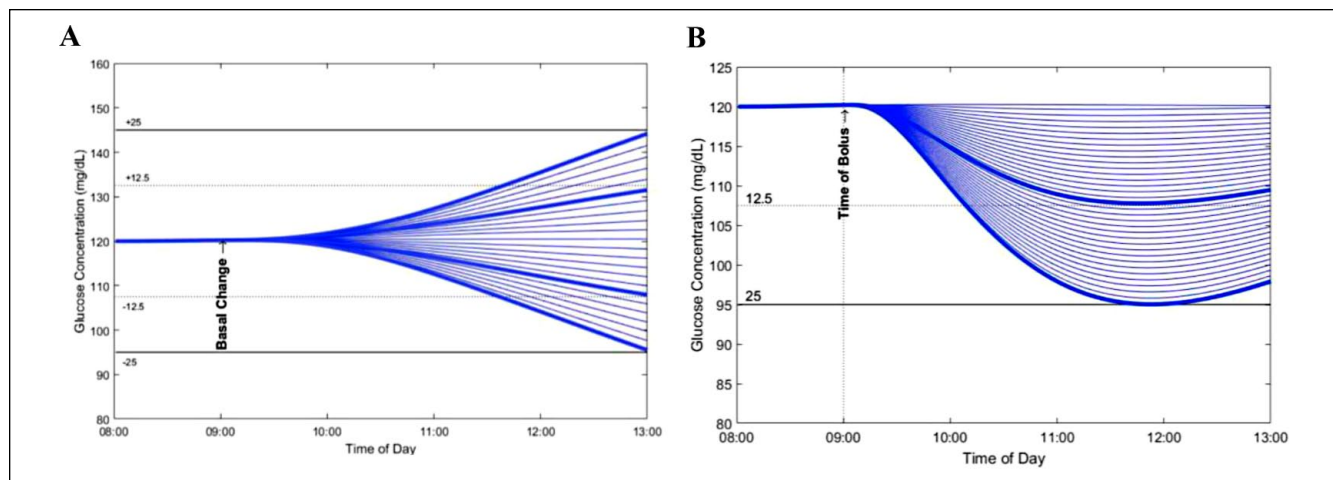 A
160
150
140
130
120
110
100
90
80
+25
+12.5
-12.5
-25
Glucose Concentration (mg/dL)
Basal Change →
08:00 09:00 10:00 11:00 12:00 13:00
Time of Day
B
125
120
115
110
105
100
95
90
85
80
12.5
25
Glucose Concentration (mg/dL)
Time of Bolus →
08:00 09:00 10:00 11:00 12:00 13:00
Time of Day